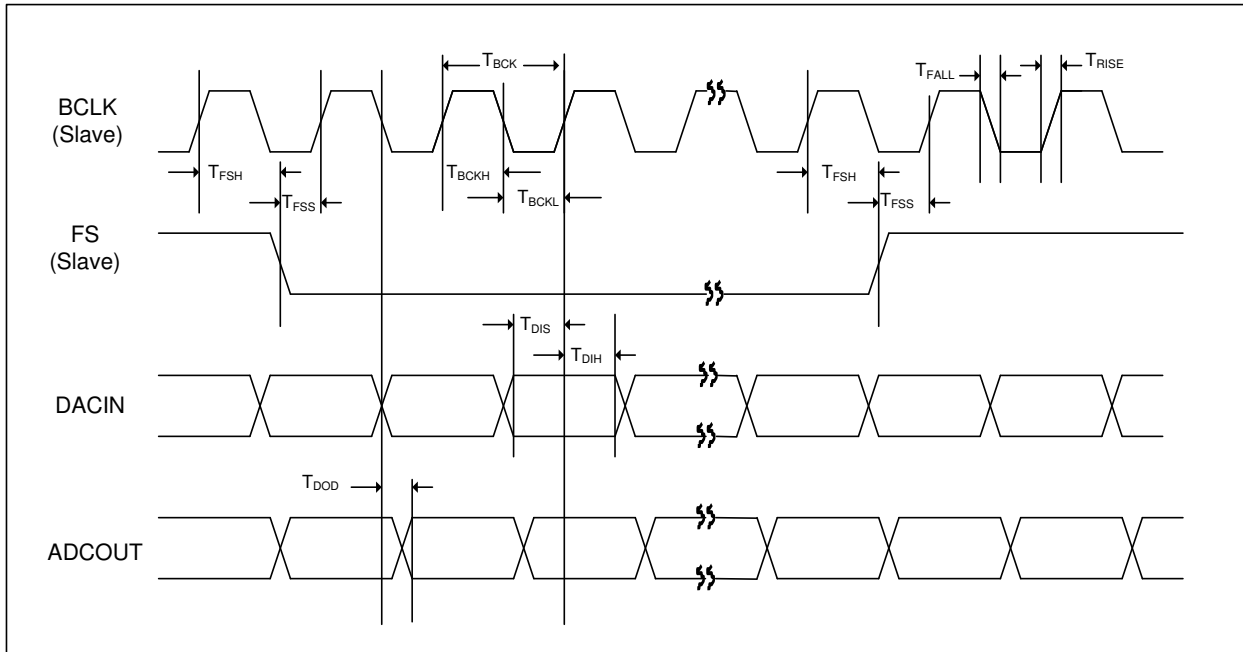 T_BCK
T_FALL
T_RISE
BCLK
(Slave)
T_FSH
T_BCKH
T_FSH
T_FSS
T_BCKL
T_FSS
FS
(Slave)
T_DIS
T_DIH
DACIN
T_DOD
ADCOUT